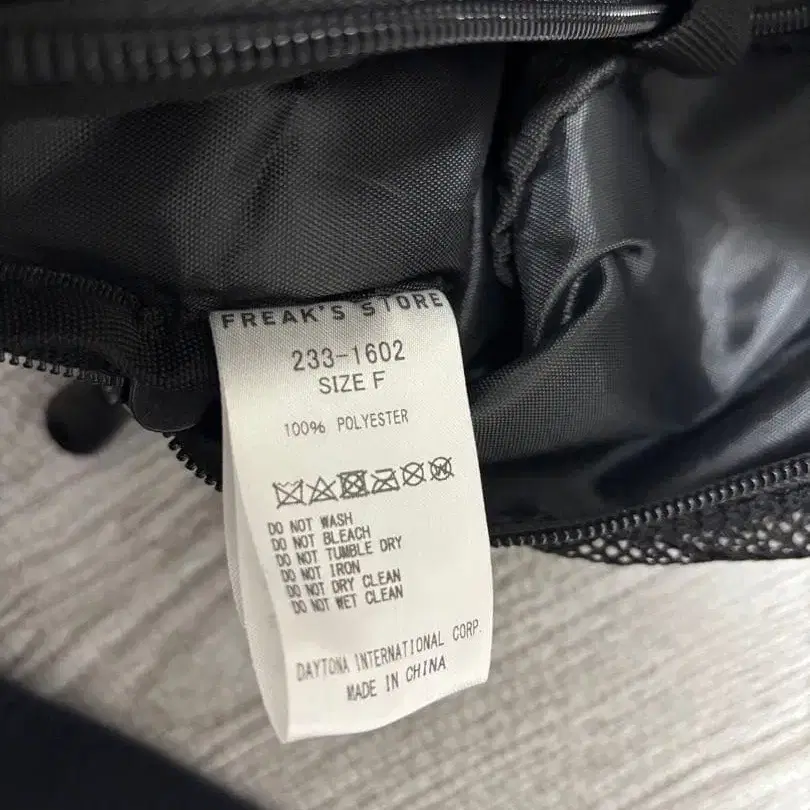 FREAK'S STORE
233-1602
SIZE F
100% POLYESTER
DO NOT WASH
DO NOT BLEACH
DO NOT TUMBLE DRY
DO NOT IRON
DO NOT DRY CLEAN
DO NOT WET CLEAN
DAYTONA INTERNATIONAL CORP.
MADE IN CHINA